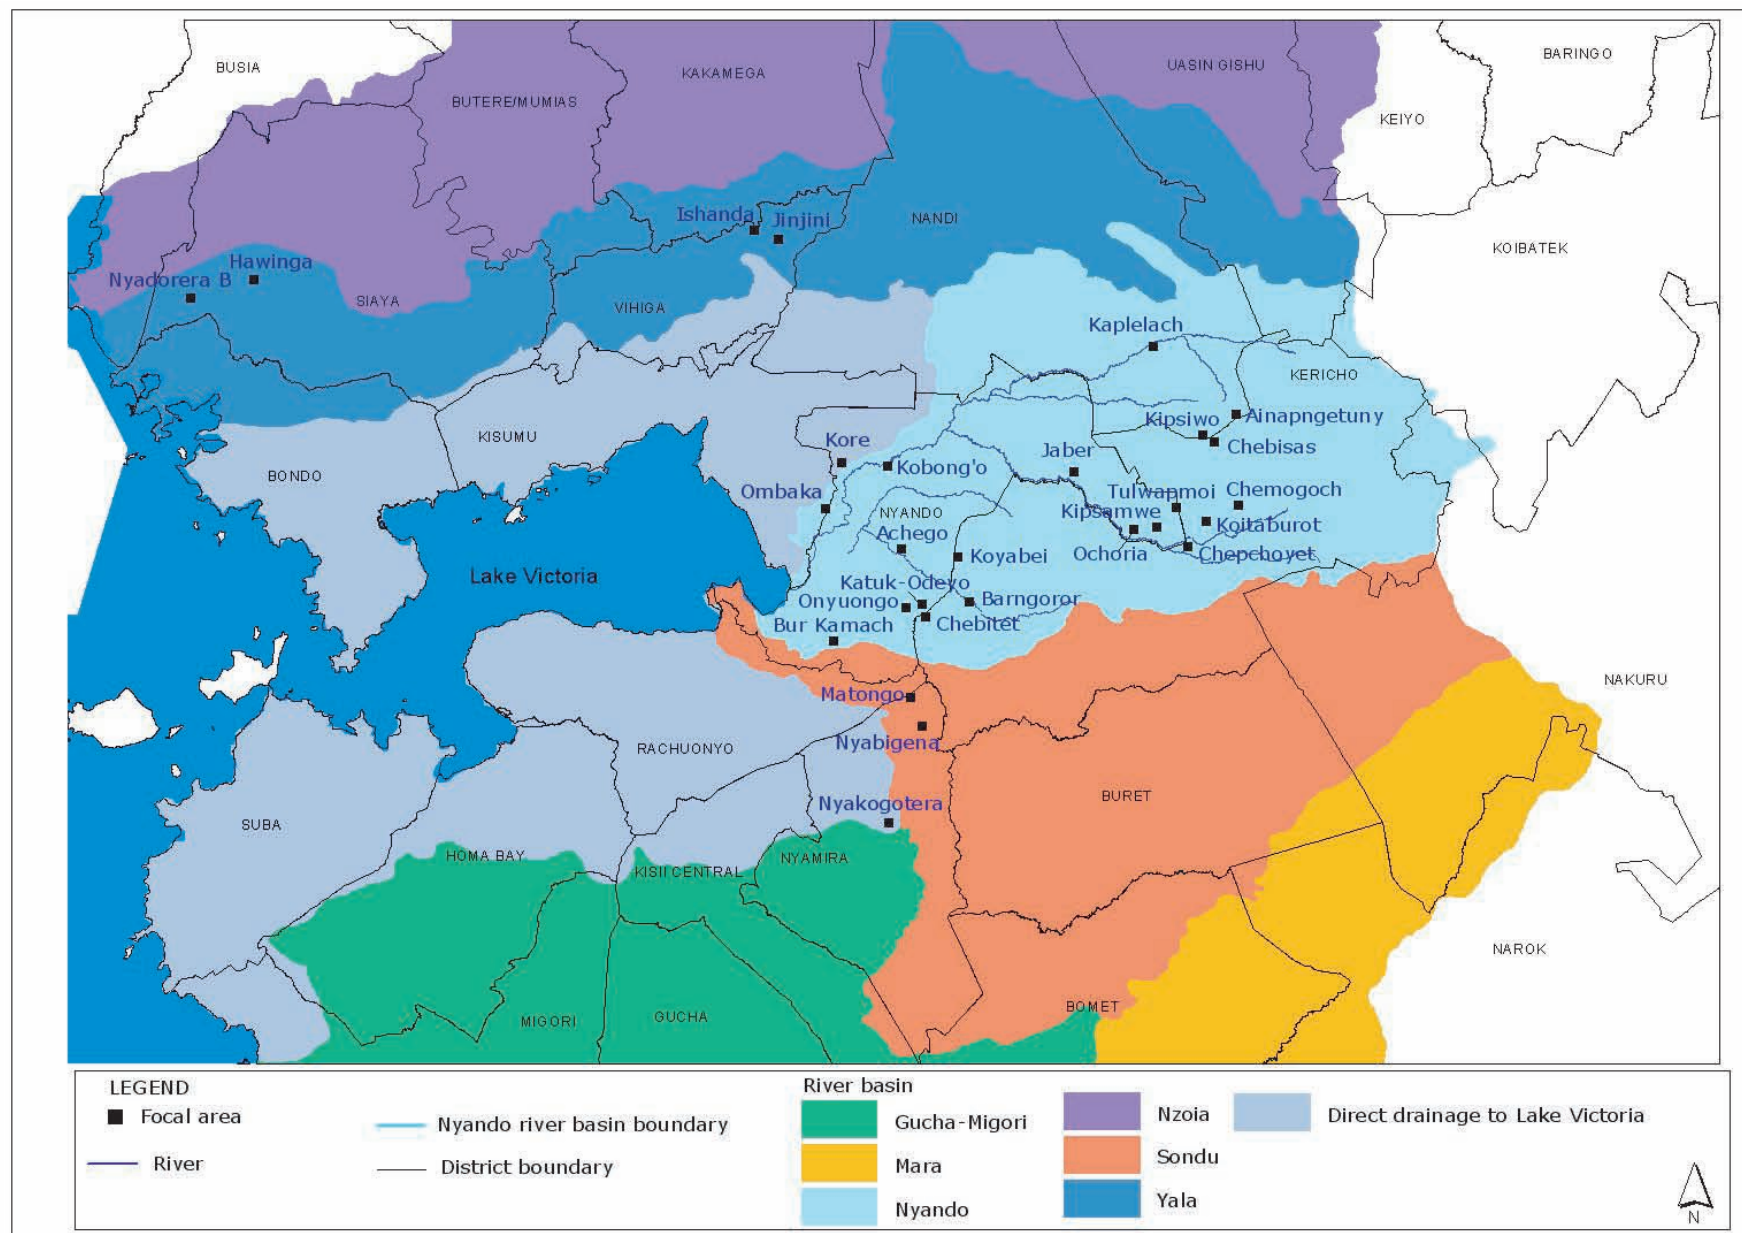 BARINGO
UASIN GISHU
BUSIA
KAKAMEGA
BUTERE/MUMIAS
KEIYO
Ishanda
Jinjini
NANDI
KOIBATEK
Hawinga
Nyadorera B
SIAYA
VIHIGA
Kaplelach
KERICHO
Kipsiwo
Ainapngetuny
KISUMU
Kore
Chebisas
Jaber
Kobong'o
BONDO
Ombaka
Tulwapmoi
Chemogoch
NYANDO
Kipsamwe
Koitaburot
Achego
Koyabei
Ochoria
Chepchoyet
Lake Victoria
Katuk-Odeyo
Onyuongo
Barngoror
Bur Kamach
Chebitet
NAKURU
Matongo
Nyabigena
RACHUONYO
BURET
Nyakogotera
SUBA
HOMA BAY
NYAMIRA
KISII CENTRAL
NAROK
BOMET
MIGORI
GUCHA
LEGEND
Focal area
River
Nyando river basin boundary
District boundary
River basin
Gucha-Migori
Mara
Nyando
Nzoia
Sondu
Yala
Direct drainage to Lake Victoria
N